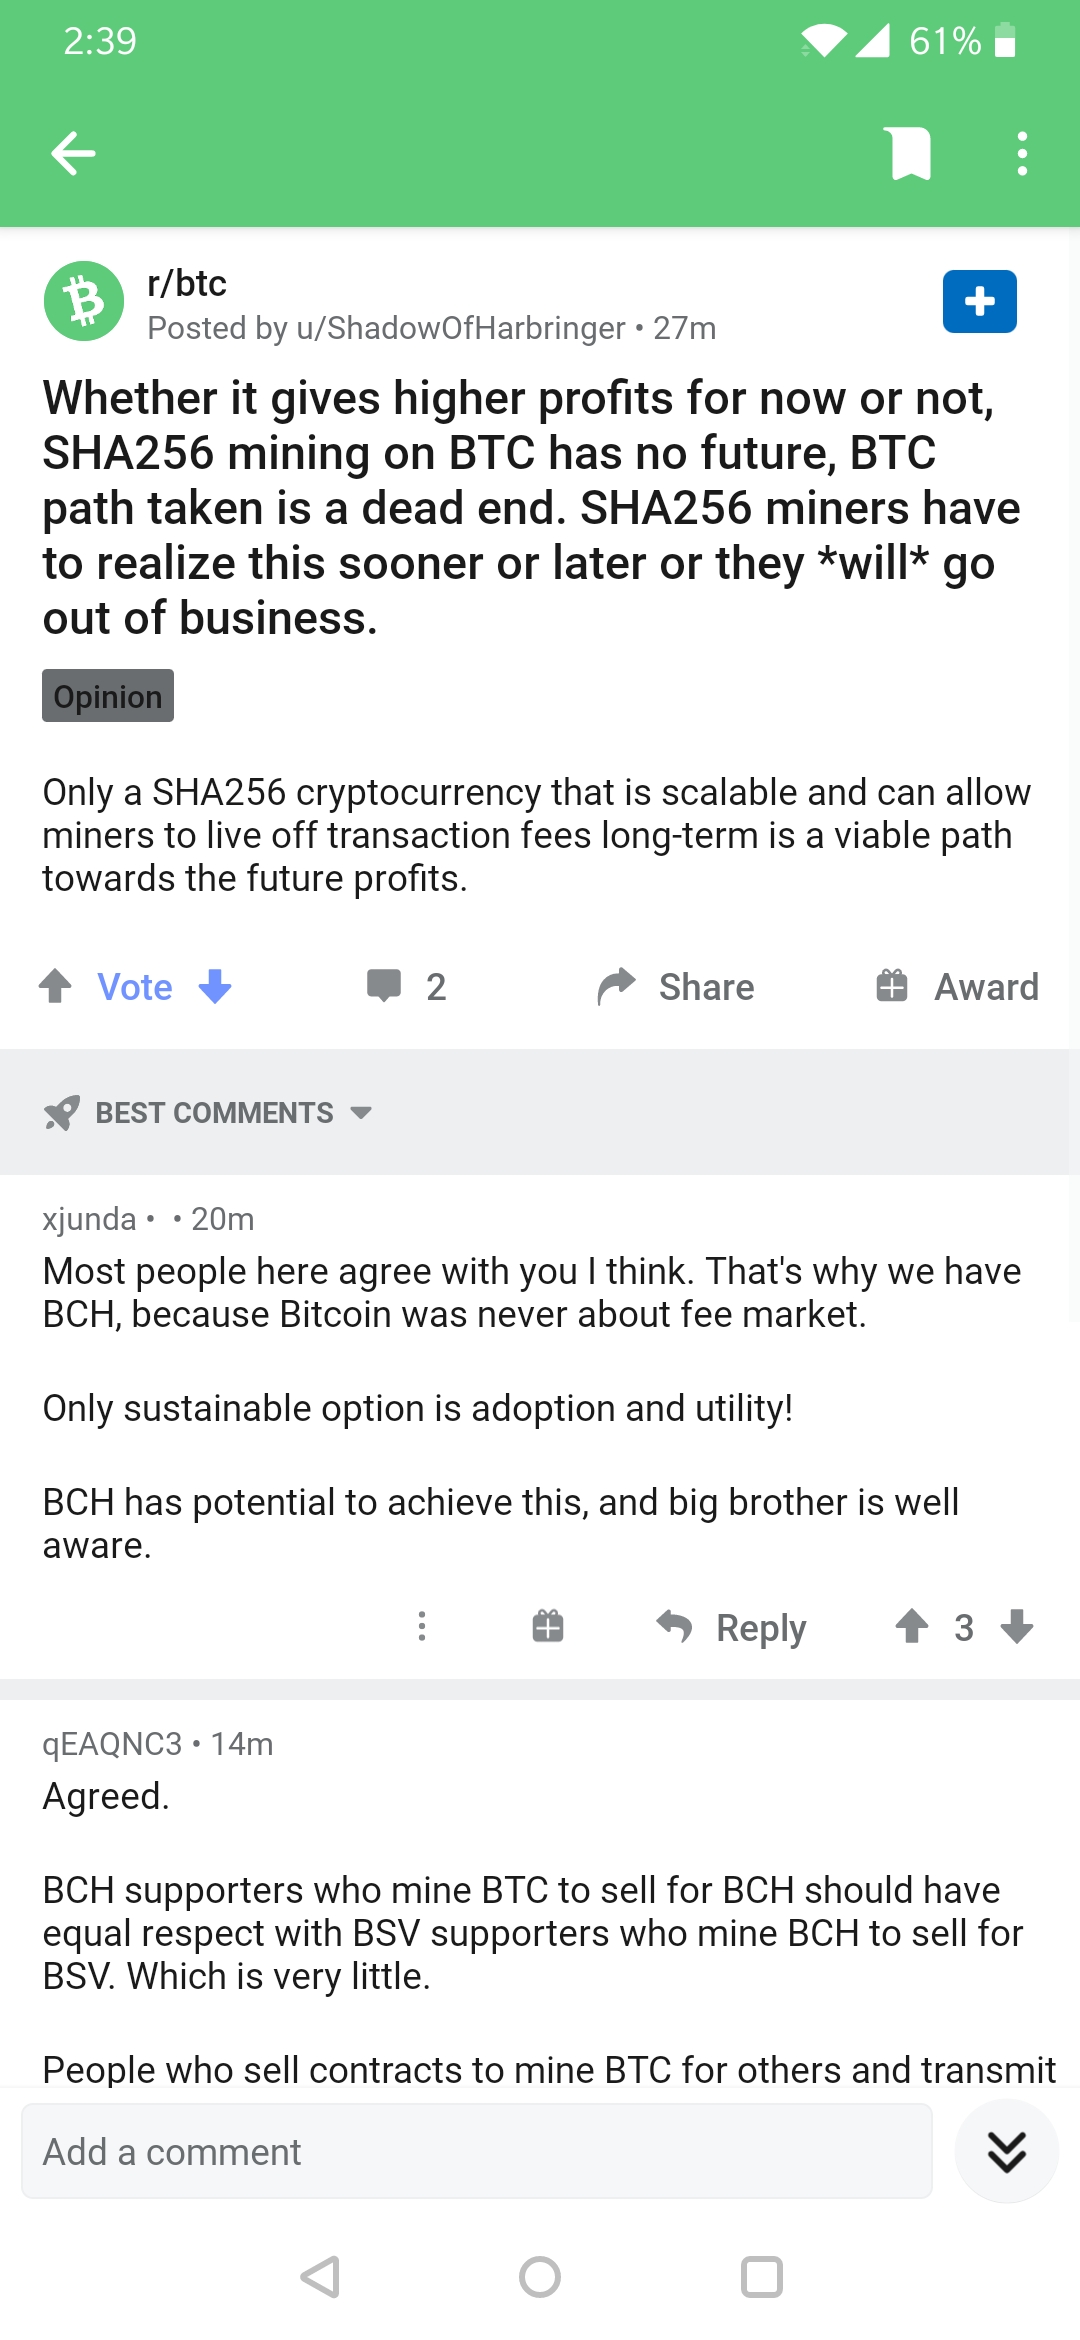 2:39
61%
r/btc
Posted by u/ShadowOfHarbringer • 27m
Whether it gives higher profits for now or not,
SHA256 mining on BTC has no future, BTC
path taken is a dead end. SHA256 miners have
to realize this sooner or later or they *will* go
out of business.
Opinion
Only a SHA256 cryptocurrency that is scalable and can allow
miners to live off transaction fees long-term is a viable path
towards the future profits.
Vote 2 Share Award
BEST COMMENTS
xjunda • • 20m
Most people here agree with you I think. That's why we have
BCH, because Bitcoin was never about fee market.
Only sustainable option is adoption and utility!
BCH has potential to achieve this, and big brother is well
aware.
Reply 3
qEAQNC3 • 14m
Agreed.
BCH supporters who mine BTC to sell for BCH should have
equal respect with BSV supporters who mine BCH to sell for
BSV. Which is very little.
People who sell contracts to mine BTC for others and transmit
Add a comment